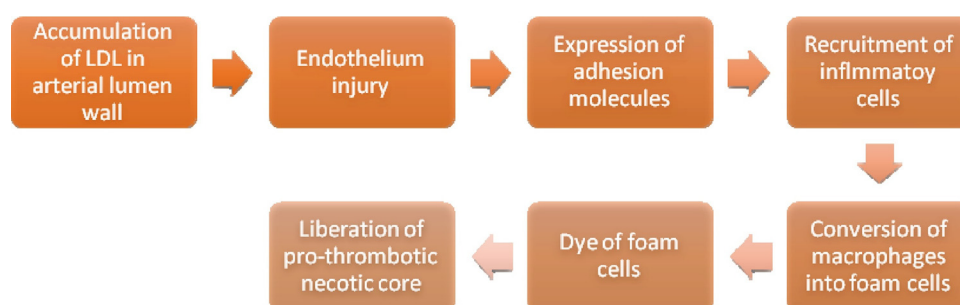 Accumulation
of LDL in
arterial lumen
wall
Endothelium
injury
Expression of
adhesion
molecules
Recruitment of
inflmmatoy
cells
Conversion of
macrophages
into foam cells
Dye of foam
cells
Liberation of
pro-thrombotic
necotic core